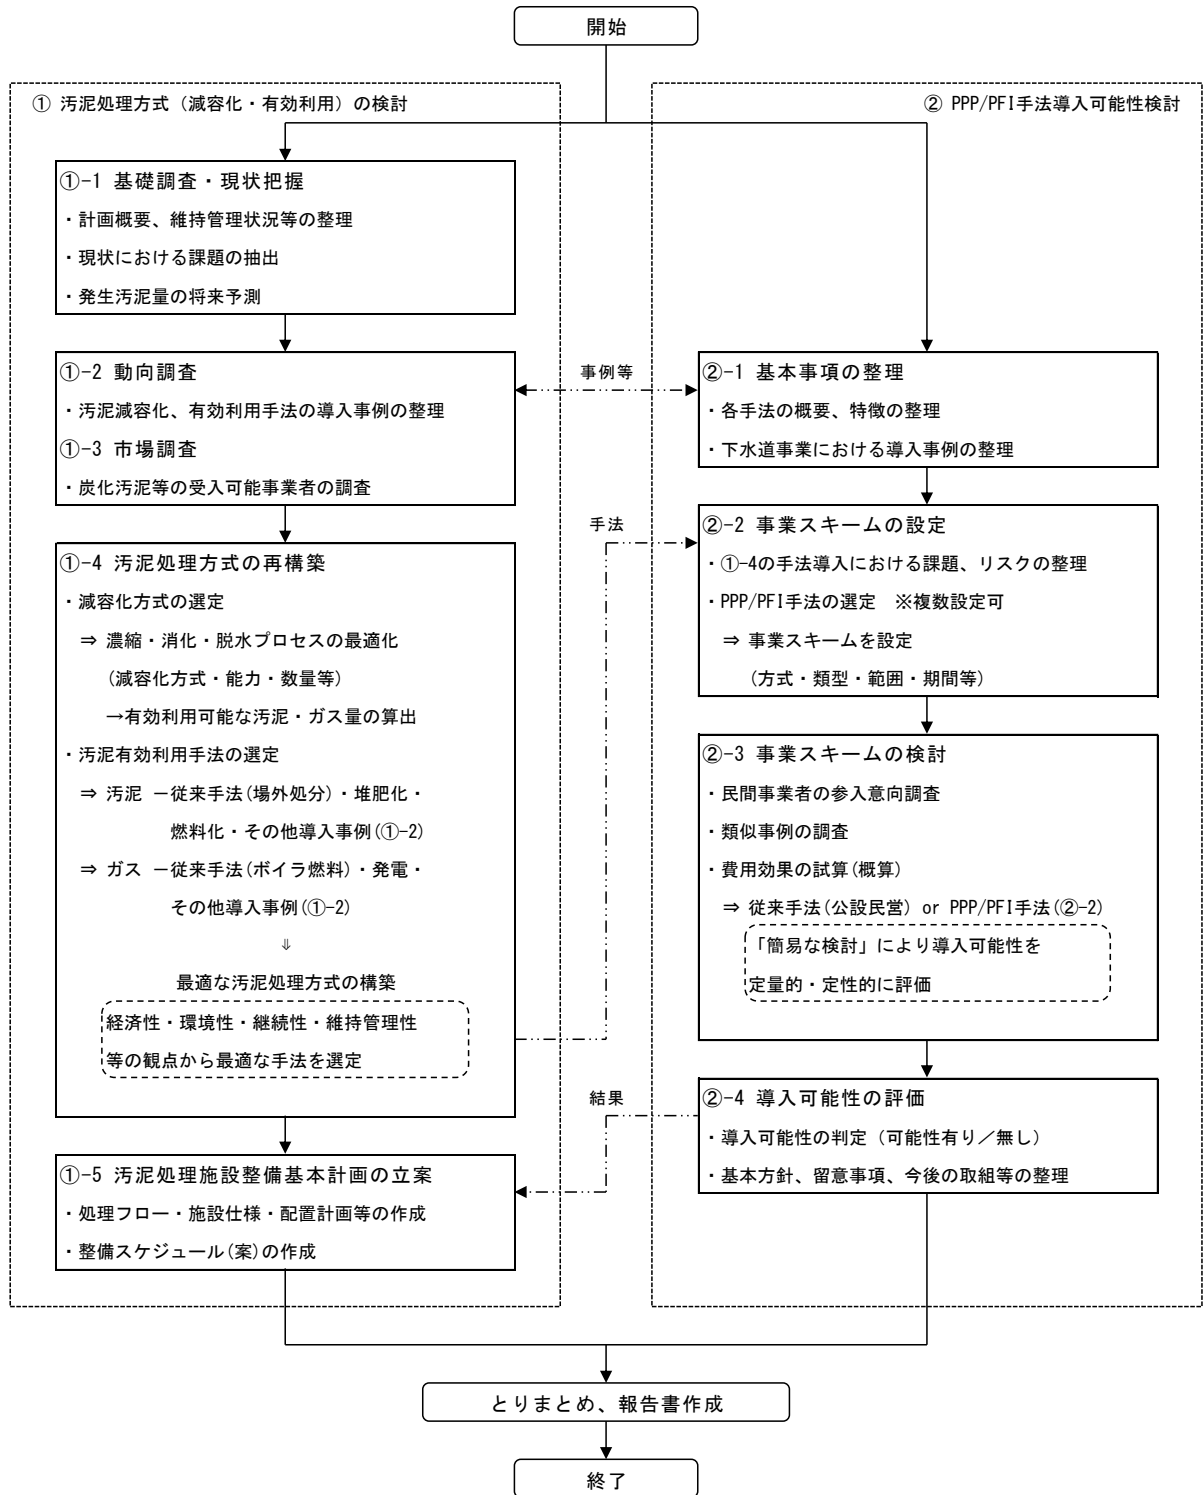 開始
① 汚泥処理方式（減容化・有効利用）の検討
①-1 基礎調査・現状把握
・計画概要、維持管理状況等の整理
・現状における課題の抽出
・発生汚泥量の将来予測
①-2 動向調査
・汚泥減容化、有効利用手法の導入事例の整理
①-3 市場調査
・炭化汚泥等の受入可能事業者の調査
①-4 汚泥処理方式の再構築
・減容化方式の選定
⇒ 濃縮・消化・脱水プロセスの最適化
(減容化方式・能力・数量等)
→有効利用可能な汚泥・ガス量の算出
・汚泥有効利用手法の選定
⇒ 汚泥 －従来手法(場外処分)・堆肥化・
燃料化・その他導入事例(①-2)
⇒ ガス －従来手法(ボイラ燃料)・発電・
その他導入事例(①-2)
⇓
最適な汚泥処理方式の構築
経済性・環境性・継続性・維持管理性
等の観点から最適な手法を選定
①-5 汚泥処理施設整備基本計画の立案
・処理フロー・施設仕様・配置計画等の作成
・整備スケジュール(案)の作成
事例等
手法
結果
② PPP/PFI手法導入可能性検討
②-1 基本事項の整理
・各手法の概要、特徴の整理
・下水道事業における導入事例の整理
②-2 事業スキームの設定
・①-4の手法導入における課題、リスクの整理
・PPP/PFI手法の選定　※複数設定可
⇒ 事業スキームを設定
(方式・類型・範囲・期間等)
②-3 事業スキームの検討
・民間事業者の参入意向調査
・類似事例の調査
・費用効果の試算(概算)
⇒ 従来手法(公設民営) or PPP/PFI手法(②-2)
「簡易な検討」により導入可能性を
定量的・定性的に評価
②-4 導入可能性の評価
・導入可能性の判定（可能性有り／無し）
・基本方針、留意事項、今後の取組等の整理
とりまとめ、報告書作成
終了